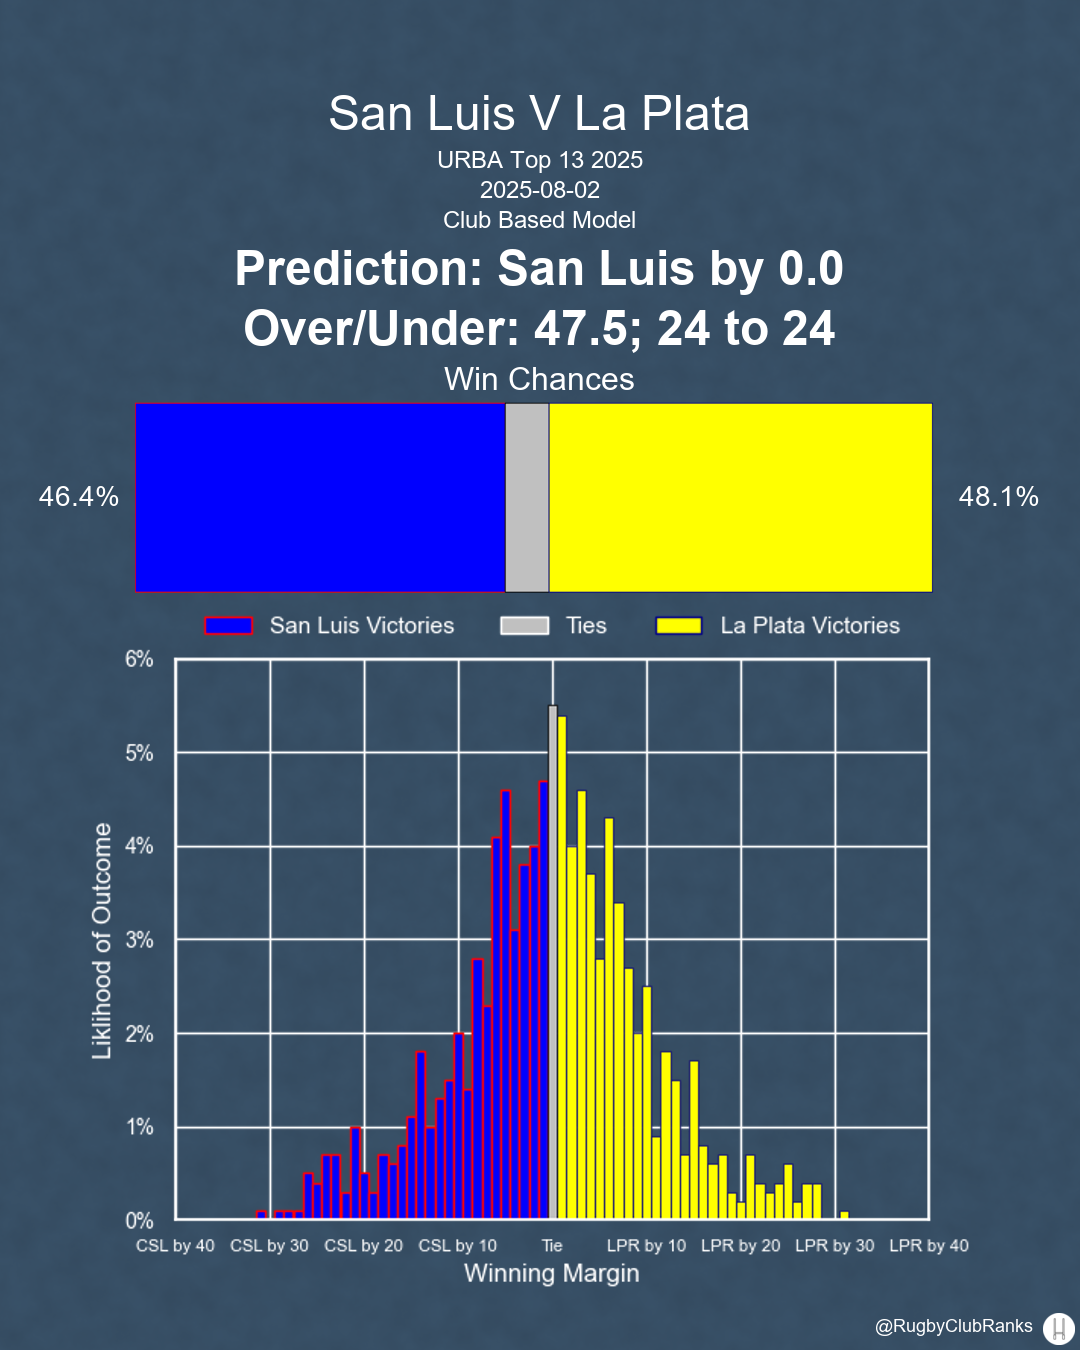 San Luis V La Plata
URBA Top 13 2025
2025-08-02
Club Based Model
Prediction: San Luis by 0.0
Over/Under: 47.5; 24 to 24
Win Chances
46.4%
48.1%
San Luis Victories
Ties
La Plata Victories
6%
5%
4%
3%
2%
1%
0%
Liklihood of Outcome
CSL by 40 CSL by 30 CSL by 20 CSL by 10 Tie LPR by 10 LPR by 20 LPR by 30 LPR by 40
Winning Margin
@RugbyClubRanks